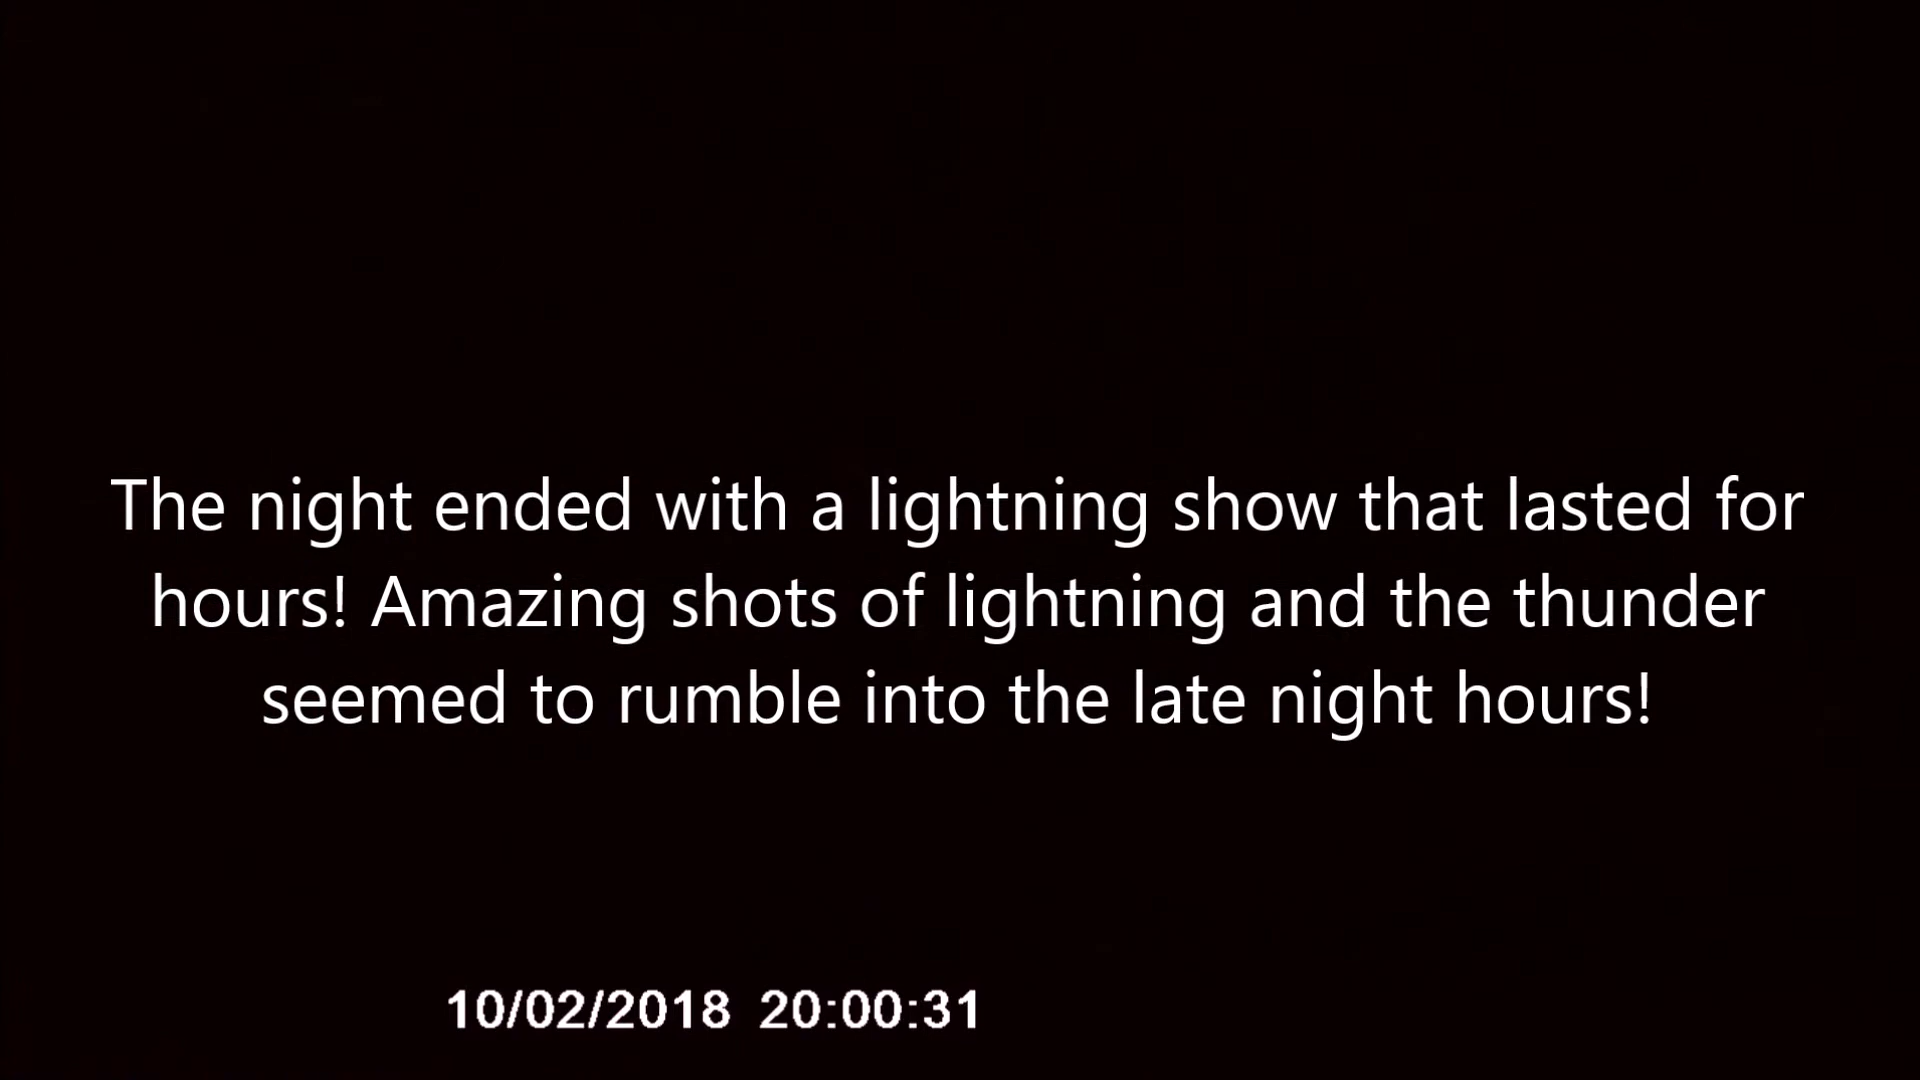 The night ended with a lightning show that lasted for
hours! Amazing shots of lightning and the thunder
seemed to rumble into the late night hours!
10/02/2018 20:00:31